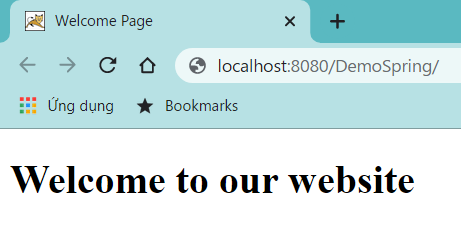 Welcome Page
localhost:8080/DemoSpring/
Ứng dụng
Bookmarks
Welcome to our website